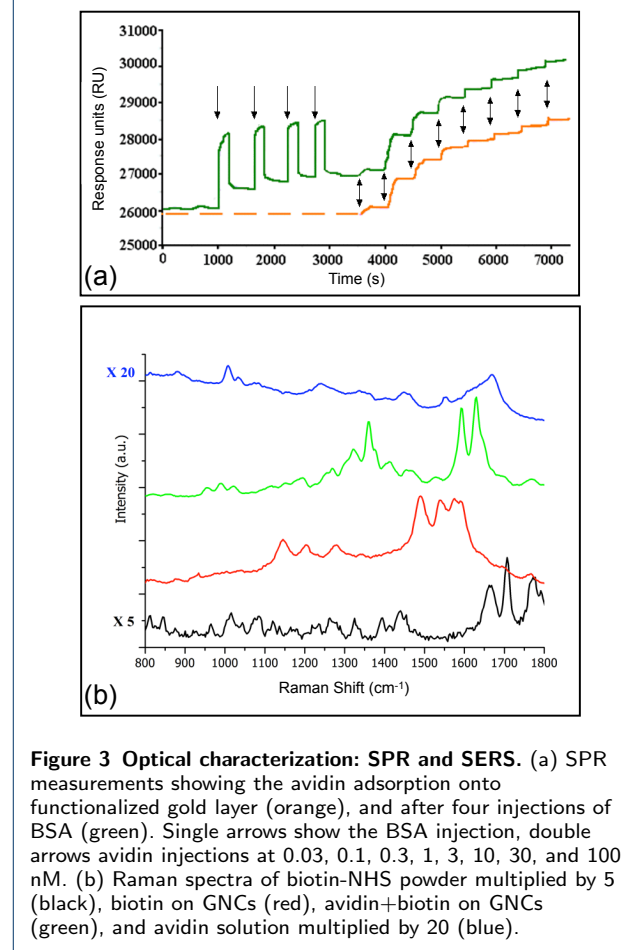 31000
30000
29000
28000
27000
26000
25000
Response units (RU)
0 1000 2000 3000 4000 5000 6000 7000
Time (s)
(a)
X 20
X 5
Intensity (a.u.)
800 900 1000 1100 1200 1300 1400 1500 1600 1700 1800
Raman Shift (cm-1)
(b)
Figure 3 Optical characterization: SPR and SERS. (a) SPR
measurements showing the avidin adsorption onto
functionalized gold layer (orange), and after four injections of
BSA (green). Single arrows show the BSA injection, double
arrows avidin injections at 0.03, 0.1, 0.3, 1, 3, 10, 30, and 100
nM. (b) Raman spectra of biotin-NHS powder multiplied by 5
(black), biotin on GNCs (red), avidin+biotin on GNCs
(green), and avidin solution multiplied by 20 (blue).